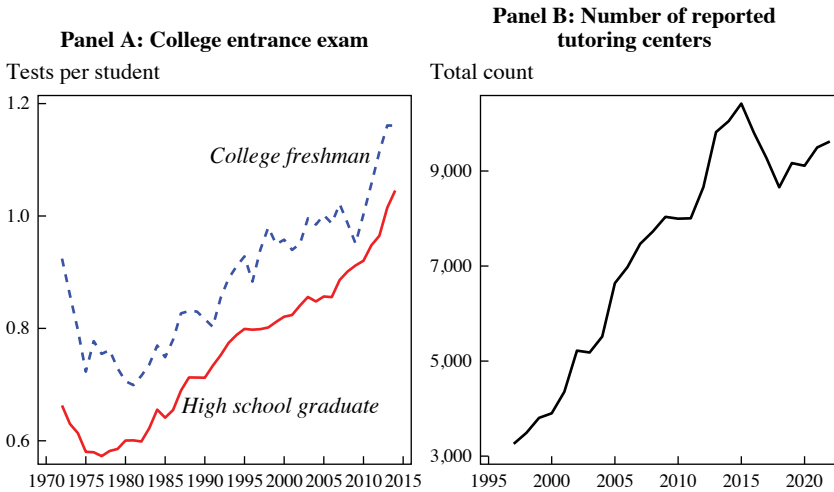 Panel A: College entrance exam
Tests per student
1.2
1.0
0.8
0.6
College freshman
High school graduate
1970 1975 1980 1985 1990 1995 2000 2005 2010 2015
Panel B: Number of reported
tutoring centers
Total count
9,000
7,000
5,000
3,000
1995 2000 2005 2010 2015 2020